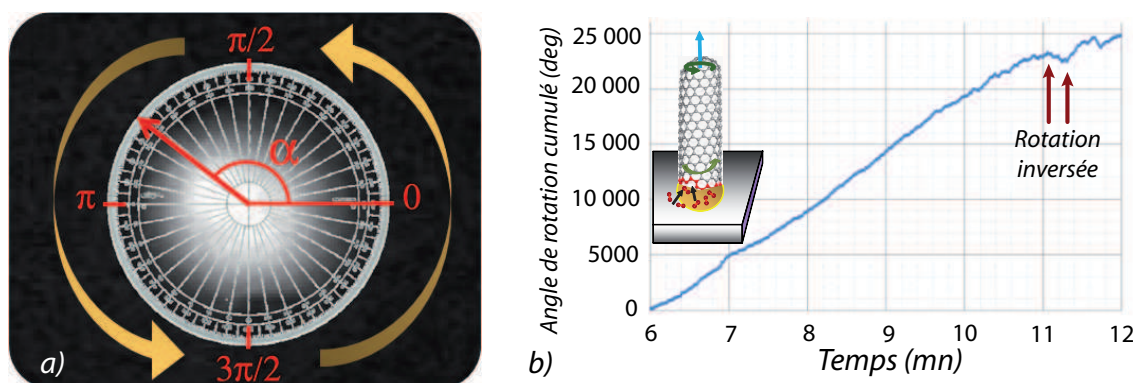 π/2
α
π
0
3π/2
a)
Angle de rotation cumulé (deg)
25 000
20 000
15 000
10 000
5000
0
Rotation
inversée
6
7
8
9
10
11
12
Temps (mn)
b)